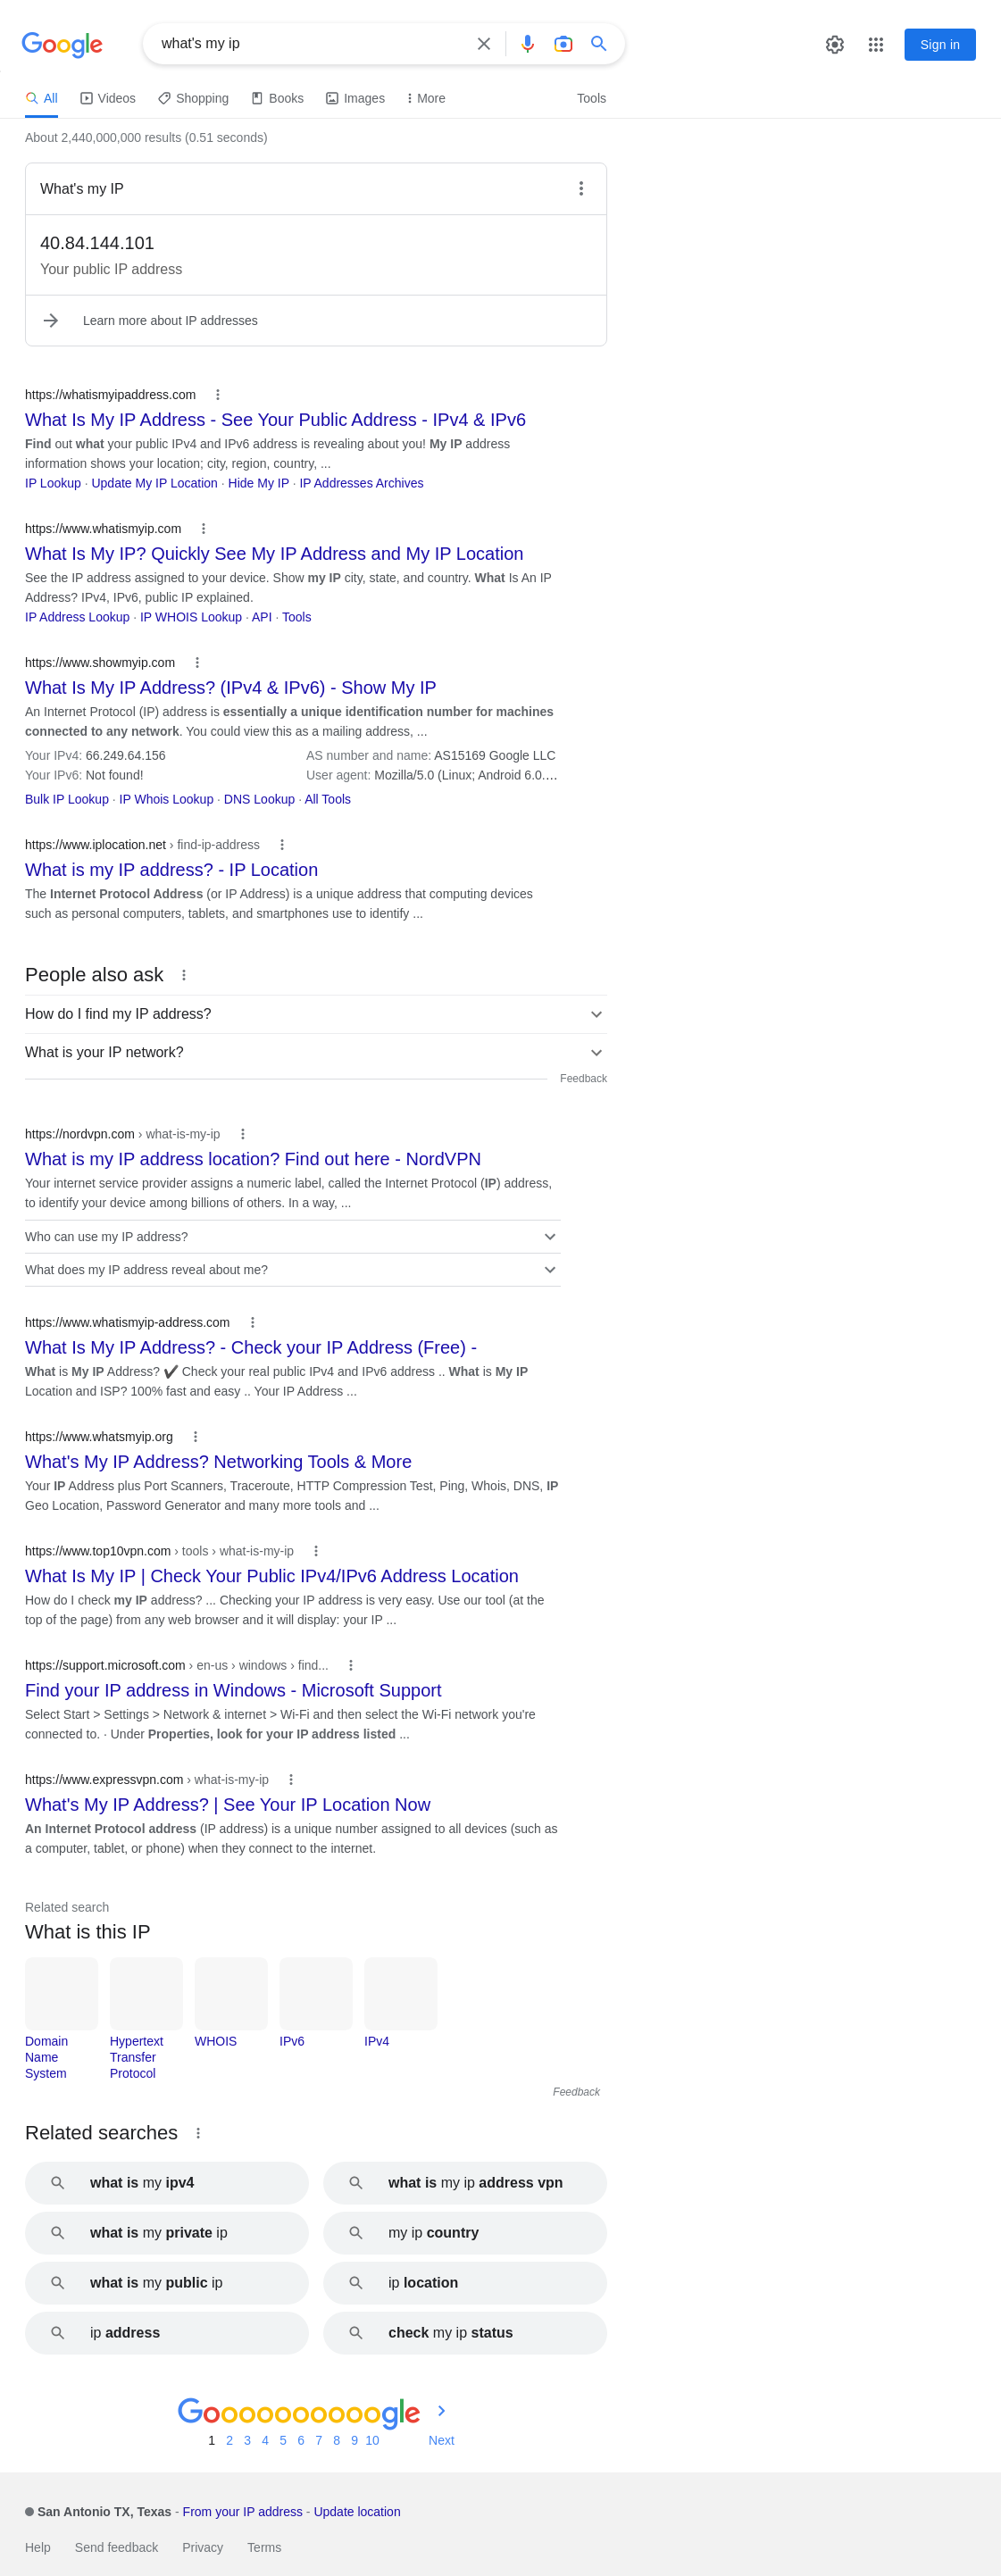 Google
what's my ip
Sign in
All
Videos
Shopping
Books
Images
More
Tools
About 2,440,000,000 results (0.51 seconds)
What's my IP
40.84.144.101
Your public IP address
Learn more about IP addresses
https://whatismyipaddress.com
What Is My IP Address - See Your Public Address - IPv4 & IPv6
Find out what your public IPv4 and IPv6 address is revealing about you! My IP address
information shows your location; city, region, country, ...
IP Lookup · Update My IP Location · Hide My IP · IP Addresses Archives
https://www.whatismyip.com
What Is My IP? Quickly See My IP Address and My IP Location
See the IP address assigned to your device. Show my IP city, state, and country. What Is An IP
Address? IPv4, IPv6, public IP explained.
IP Address Lookup · IP WHOIS Lookup · API · Tools
https://www.showmyip.com
What Is My IP Address? (IPv4 & IPv6) - Show My IP
An Internet Protocol (IP) address is essentially a unique identification number for machines
connected to any network. You could view this as a mailing address, ...
Your IPv4: 66.249.64.156
AS number and name: AS15169 Google LLC
Your IPv6: Not found!
User agent: Mozilla/5.0 (Linux; Android 6.0....
Bulk IP Lookup · IP Whois Lookup · DNS Lookup · All Tools
https://www.iplocation.net › find-ip-address
What is my IP address? - IP Location
The Internet Protocol Address (or IP Address) is a unique address that computing devices
such as personal computers, tablets, and smartphones use to identify ...
People also ask
How do I find my IP address?
What is your IP network?
Feedback
https://nordvpn.com › what-is-my-ip
What is my IP address location? Find out here - NordVPN
Your internet service provider assigns a numeric label, called the Internet Protocol (IP) address,
to identify your device among billions of others. In a way, ...
Who can use my IP address?
What does my IP address reveal about me?
https://www.whatismyip-address.com
What Is My IP Address? - Check your IP Address (Free) -
What is My IP Address? ✔ Check your real public IPv4 and IPv6 address .. What is My IP
Location and ISP? 100% fast and easy .. Your IP Address ...
https://www.whatsmyip.org
What's My IP Address? Networking Tools & More
Your IP Address plus Port Scanners, Traceroute, HTTP Compression Test, Ping, Whois, DNS, IP
Geo Location, Password Generator and many more tools and ...
https://www.top10vpn.com › tools › what-is-my-ip
What Is My IP | Check Your Public IPv4/IPv6 Address Location
How do I check my IP address? ... Checking your IP address is very easy. Use our tool (at the
top of the page) from any web browser and it will display: your IP ...
https://support.microsoft.com › en-us › windows › find...
Find your IP address in Windows - Microsoft Support
Select Start > Settings > Network & internet > Wi-Fi and then select the Wi-Fi network you're
connected to. · Under Properties, look for your IP address listed ...
https://www.expressvpn.com › what-is-my-ip
What's My IP Address? | See Your IP Location Now
An Internet Protocol address (IP address) is a unique number assigned to all devices (such as
a computer, tablet, or phone) when they connect to the internet.
Related search
What is this IP
Domain
Name
System
Hypertext
Transfer
Protocol
WHOIS
IPv6
IPv4
Feedback
Related searches
what is my ipv4
what is my ip address vpn
what is my private ip
my ip country
what is my public ip
ip location
ip address
check my ip status
Goooooooooogle
1 2 3 4 5 6 7 8 9 10 Next
San Antonio TX, Texas - From your IP address - Update location
Help Send feedback Privacy Terms